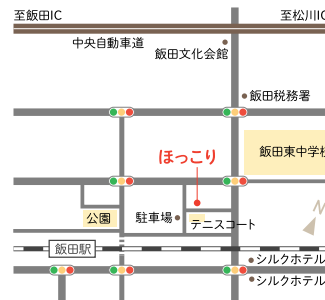 至飯田IC
至松川IC
中央自動車道
飯田文化会館
飯田税務署
ほっこり
飯田東中学校
公園
駐車場
テニスコート
飯田駅
シルクホテル
シルクホテル
N